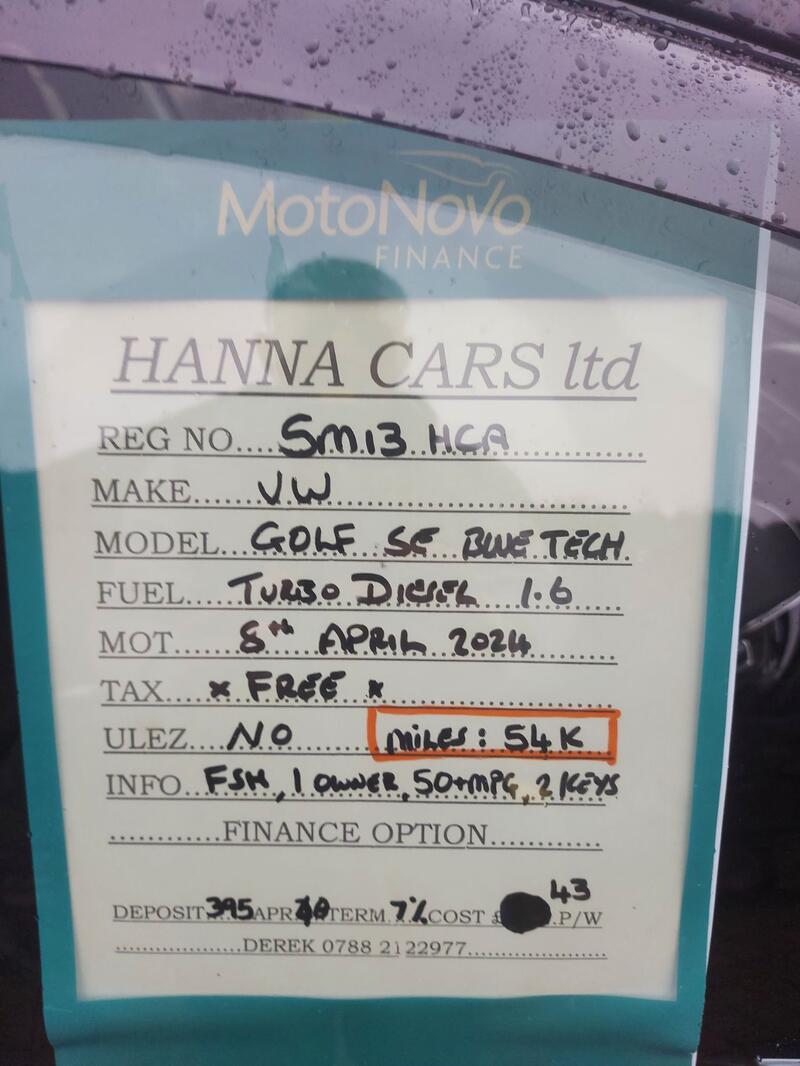 MotoNovo
FINANCE
HANNA CARS ltd
REG NO....SM13 HCA
MAKE......VW
MODEL...GOLF SE BLUE TECH.
FUEL.....TURBO DIESEL 1.6
MOT......8th APRIL 2024
TAX....x FREE x
ULEZ....NO MILES: 54K
INFO..FSH, 1 OWNER, 50+MPG, 2 KEYS
...........FINANCE OPTION...........
DEPOSIT 395 APR TERM. 7% COST £ 43 .P/W
.................DEREK 0788 2122977..................